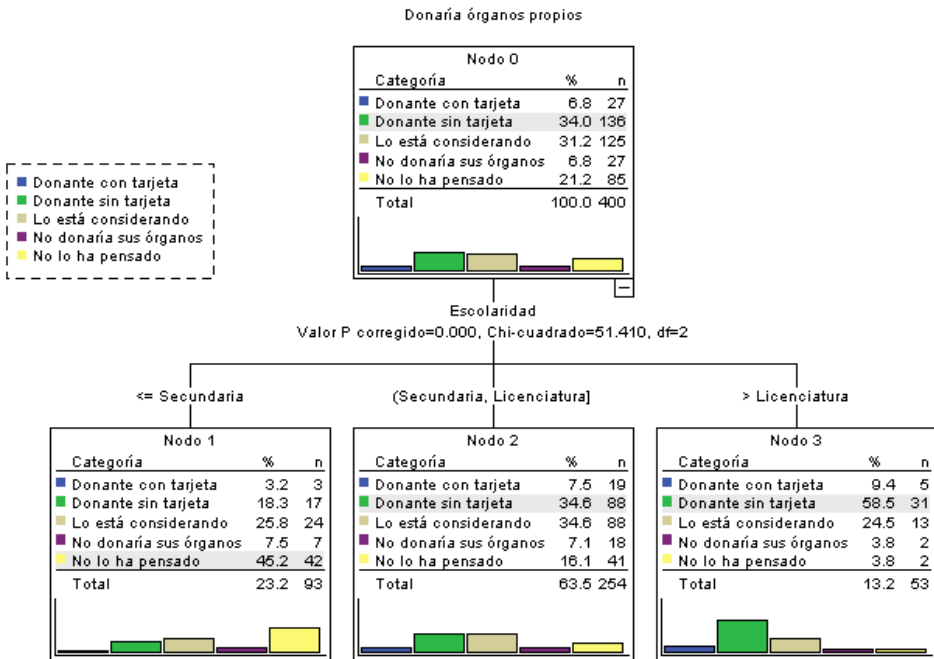 Donaría órganos propios
Nodo 0
Categoría % n
Donante con tarjeta 6.8 27
Donante sin tarjeta 34.0 136
Lo está considerando 31.2 125
No donaría sus órganos 6.8 27
No lo ha pensado 21.2 85
Total 100.0 400
Donante con tarjeta
Donante sin tarjeta
Lo está considerando
No donaría sus órganos
No lo ha pensado
Escolaridad
Valor P corregido=0.000, Chi-cuadrado=51.410, df=2
<= Secundaria
(Secundaria, Licenciatura]
> Licenciatura
Nodo 1
Categoría % n
Donante con tarjeta 3.2 3
Donante sin tarjeta 18.3 17
Lo está considerando 25.8 24
No donaría sus órganos 7.5 7
No lo ha pensado 45.2 42
Total 23.2 93
Nodo 2
Categoría % n
Donante con tarjeta 7.5 19
Donante sin tarjeta 34.6 88
Lo está considerando 34.6 88
No donaría sus órganos 7.1 18
No lo ha pensado 16.1 41
Total 63.5 254
Nodo 3
Categoría % n
Donante con tarjeta 9.4 5
Donante sin tarjeta 58.5 31
Lo está considerando 24.5 13
No donaría sus órganos 3.8 2
No lo ha pensado 3.8 2
Total 13.2 53